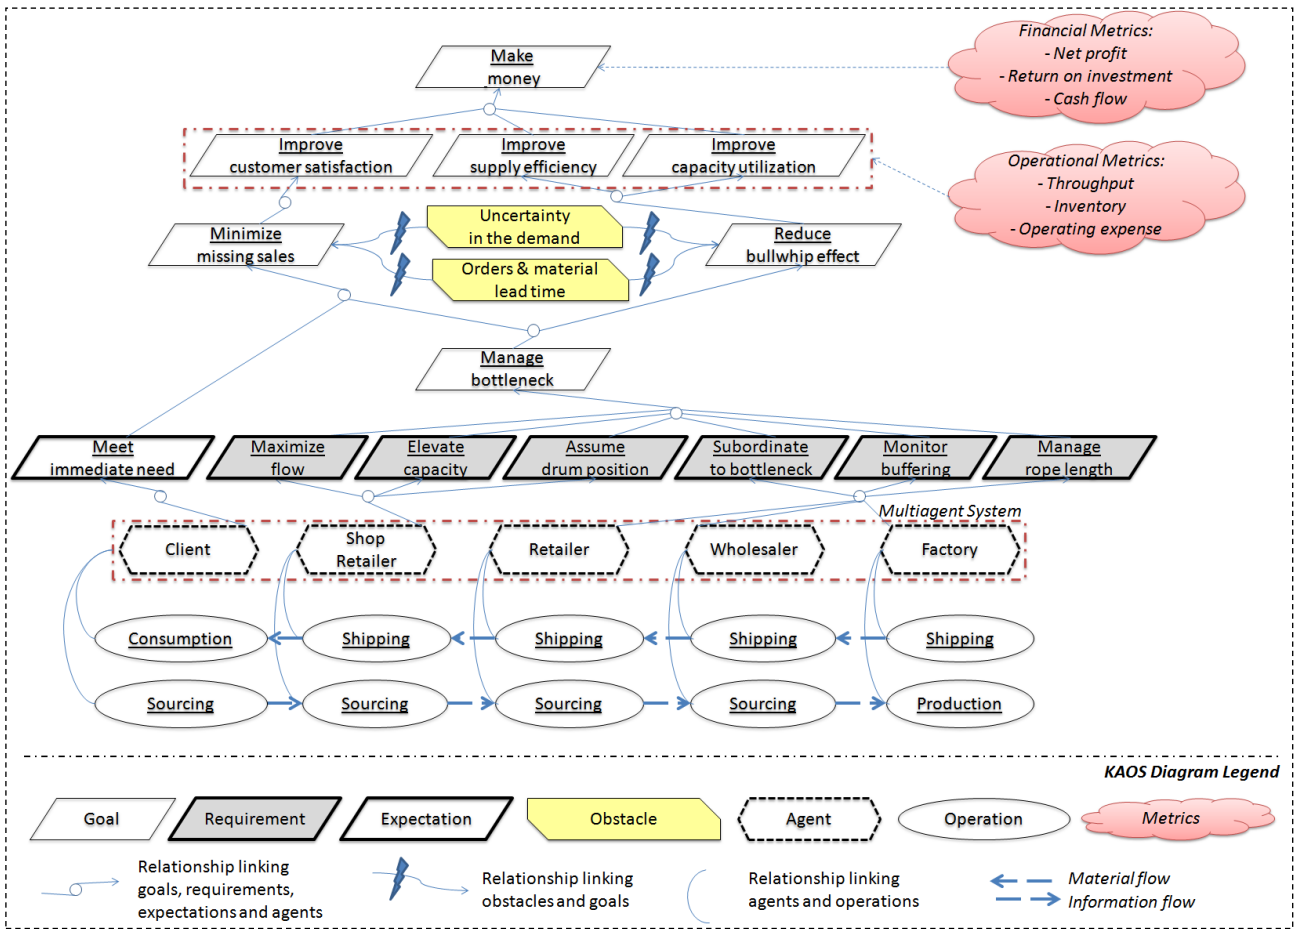 Financial Metrics:
- Net profit
- Return on investment
- Cash flow
Make
money
Improve
customer satisfaction
Improve
supply efficiency
Improve
capacity utilization
Operational Metrics:
- Throughput
- Inventory
- Operating expense
Minimize
missing sales
Uncertainty
in the demand
Orders & material
lead time
Reduce
bullwhip effect
Manage
bottleneck
Meet
immediate need
Maximize
flow
Elevate
capacity
Assume
drum position
Subordinate
to bottleneck
Monitor
buffering
Manage
rope length
Multiagent System
Client
Shop
Retailer
Retailer
Wholesaler
Factory
Consumption
Shipping
Shipping
Shipping
Shipping
Sourcing
Sourcing
Sourcing
Sourcing
Production
KAOS Diagram Legend
Goal
Requirement
Expectation
Obstacle
Agent
Operation
Metrics
Relationship linking
goals, requirements,
expectations and agents
Relationship linking
obstacles and goals
Relationship linking
agents and operations
Material flow
Information flow